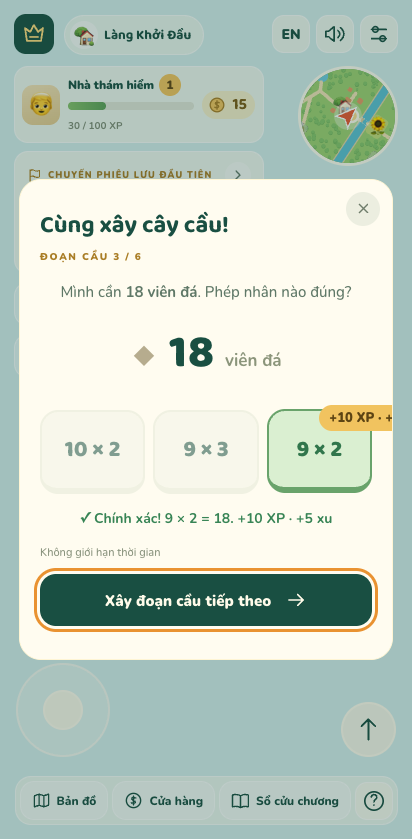 Làng Khởi Đầu
EN
Nhà thám hiểm 1
15
30 / 100 XP
CHUYẾN PHIÊU LƯU ĐẦU TIÊN
Cùng xây cây cầu!
ĐOẠN CẦU 3 / 6
Mình cần 18 viên đá. Phép nhân nào đúng?
18 viên đá
+10 XP · +
10 × 2
9 × 3
9 × 2
✓ Chính xác! 9 × 2 = 18. +10 XP · +5 xu
Không giới hạn thời gian
Xây đoạn cầu tiếp theo →
Bản đồ
Cửa hàng
Sổ cửu chương